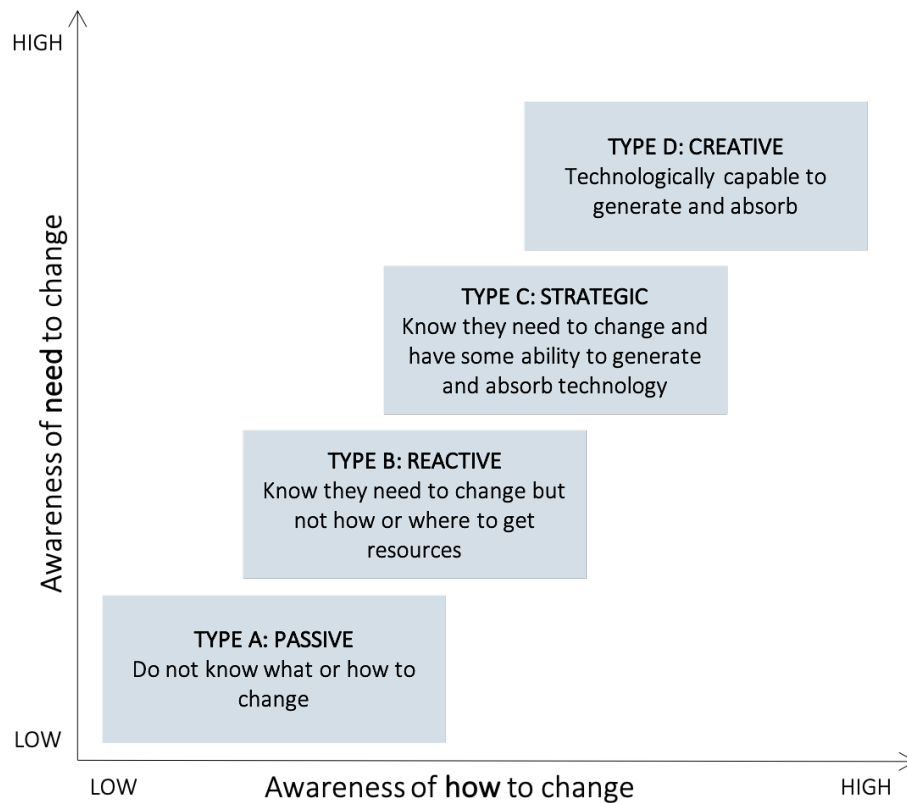 HIGH
TYPE D: CREATIVE
Technologically capable to
generate and absorb
TYPE C: STRATEGIC
Know they need to change and
have some ability to generate
and absorb technology
Awareness of need to change
TYPE B: REACTIVE
Know they need to change but
not how or where to get
resources
TYPE A: PASSIVE
Do not know what or how to
change
LOW
LOW
Awareness of how to change
HIGH